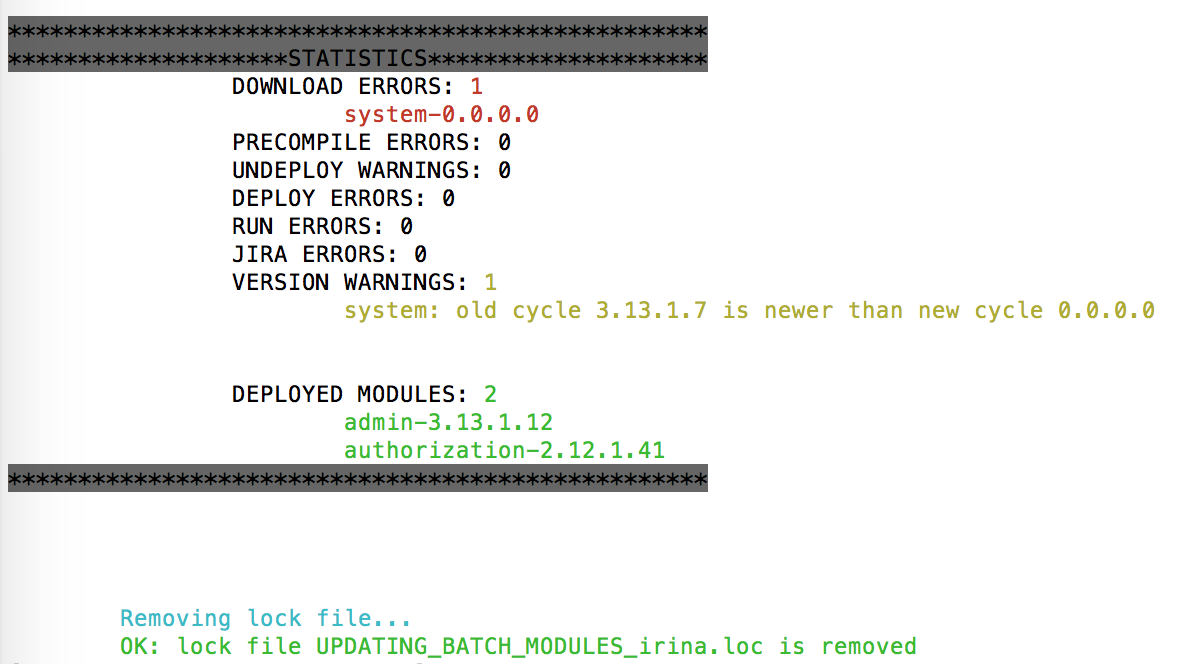 **************************************************
********************STATISTICS********************
DOWNLOAD ERRORS: 1
system-0.0.0.0
PRECOMPILE ERRORS: 0
UNDEPLOY WARNINGS: 0
DEPLOY ERRORS: 0
RUN ERRORS: 0
JIRA ERRORS: 0
VERSION WARNINGS: 1
system: old cycle 3.13.1.7 is newer than new cycle 0.0.0.0
DEPLOYED MODULES: 2
admin-3.13.1.12
authorization-2.12.1.41
**************************************************
Removing lock file...
OK: lock file UPDATING_BATCH_MODULES_irina.loc is removed